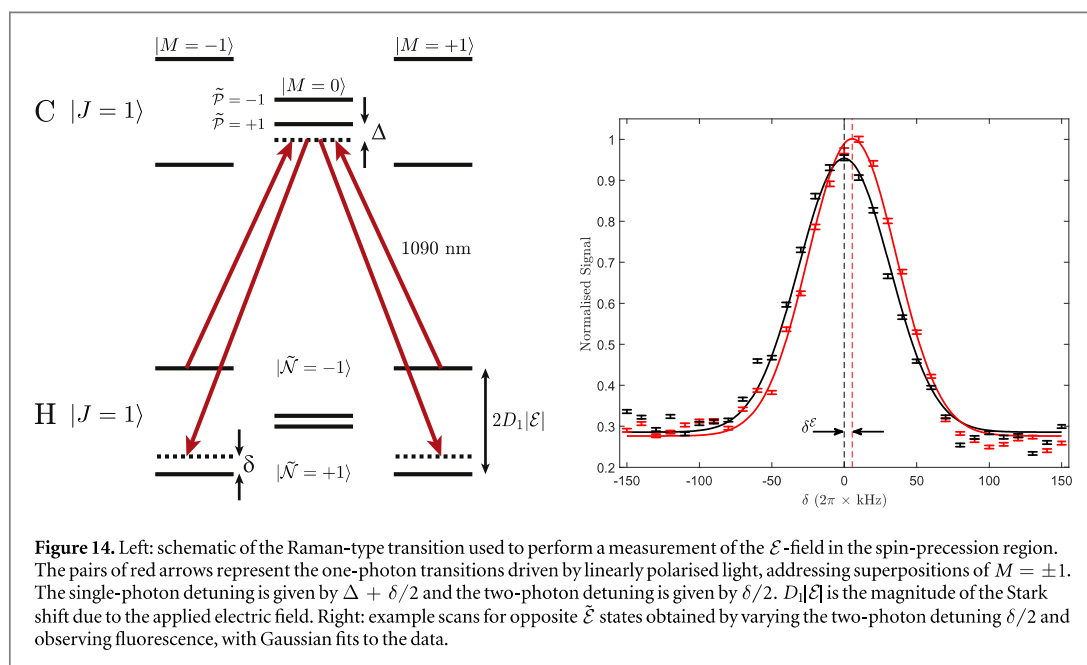 |M = −1⟩
|M = +1⟩
|M = 0⟩
C |J = 1⟩
P̃ = −1
P̃ = +1
Δ
1090 nm
|Ñ = −1⟩
H |J = 1⟩
2D₁|ℰ|
δ
|Ñ = +1⟩
Normalised Signal
1
0.9
0.8
0.7
0.6
0.5
0.4
0.3
0.2
δ^ℰ
-150 -100 -50 0 50 100 150
δ (2π × kHz)
Figure 14. Left: schematic of the Raman-type transition used to perform a measurement of the ℰ-field in the spin-precession region.
The pairs of red arrows represent the one-photon transitions driven by linearly polarised light, addressing superpositions of M = ±1.
The single-photon detuning is given by Δ + δ/2 and the two-photon detuning is given by δ/2. D₁|ℰ| is the magnitude of the Stark
shift due to the applied electric field. Right: example scans for opposite ℰ̃ states obtained by varying the two-photon detuning δ/2 and
observing fluorescence, with Gaussian fits to the data.